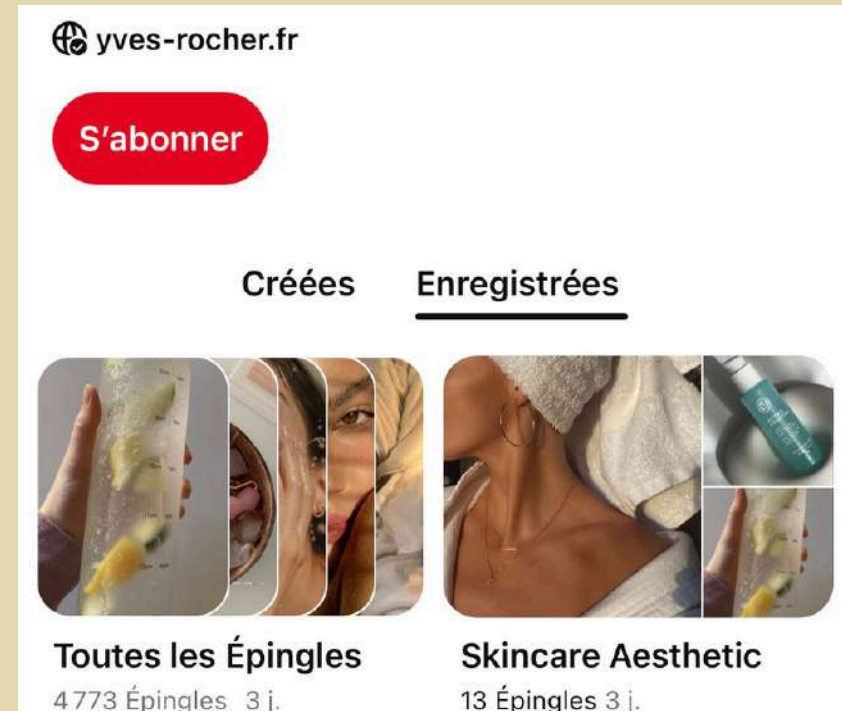 yves-rocher.fr
S'abonner
Créées Enregistrées
Toutes les Épingles
4 773 Épingles 3 j.
Skincare Aesthetic
13 Épingles 3 j.